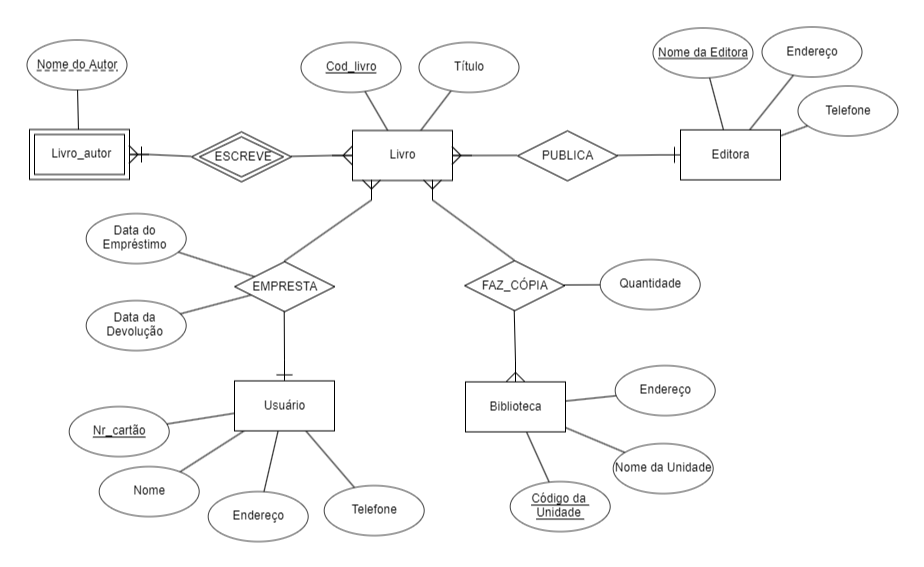 Nome do Autor
Cod_livro
Título
Nome da Editora
Endereço
Telefone
Livro_autor
ESCREVE
Livro
PUBLICA
Editora
Data do
Empréstimo
EMPRESTA
FAZ_CÓPIA
Quantidade
Data da
Devolução
Usuário
Biblioteca
Endereço
Nr_cartão
Nome
Endereço
Telefone
Nome da Unidade
Código da
Unidade